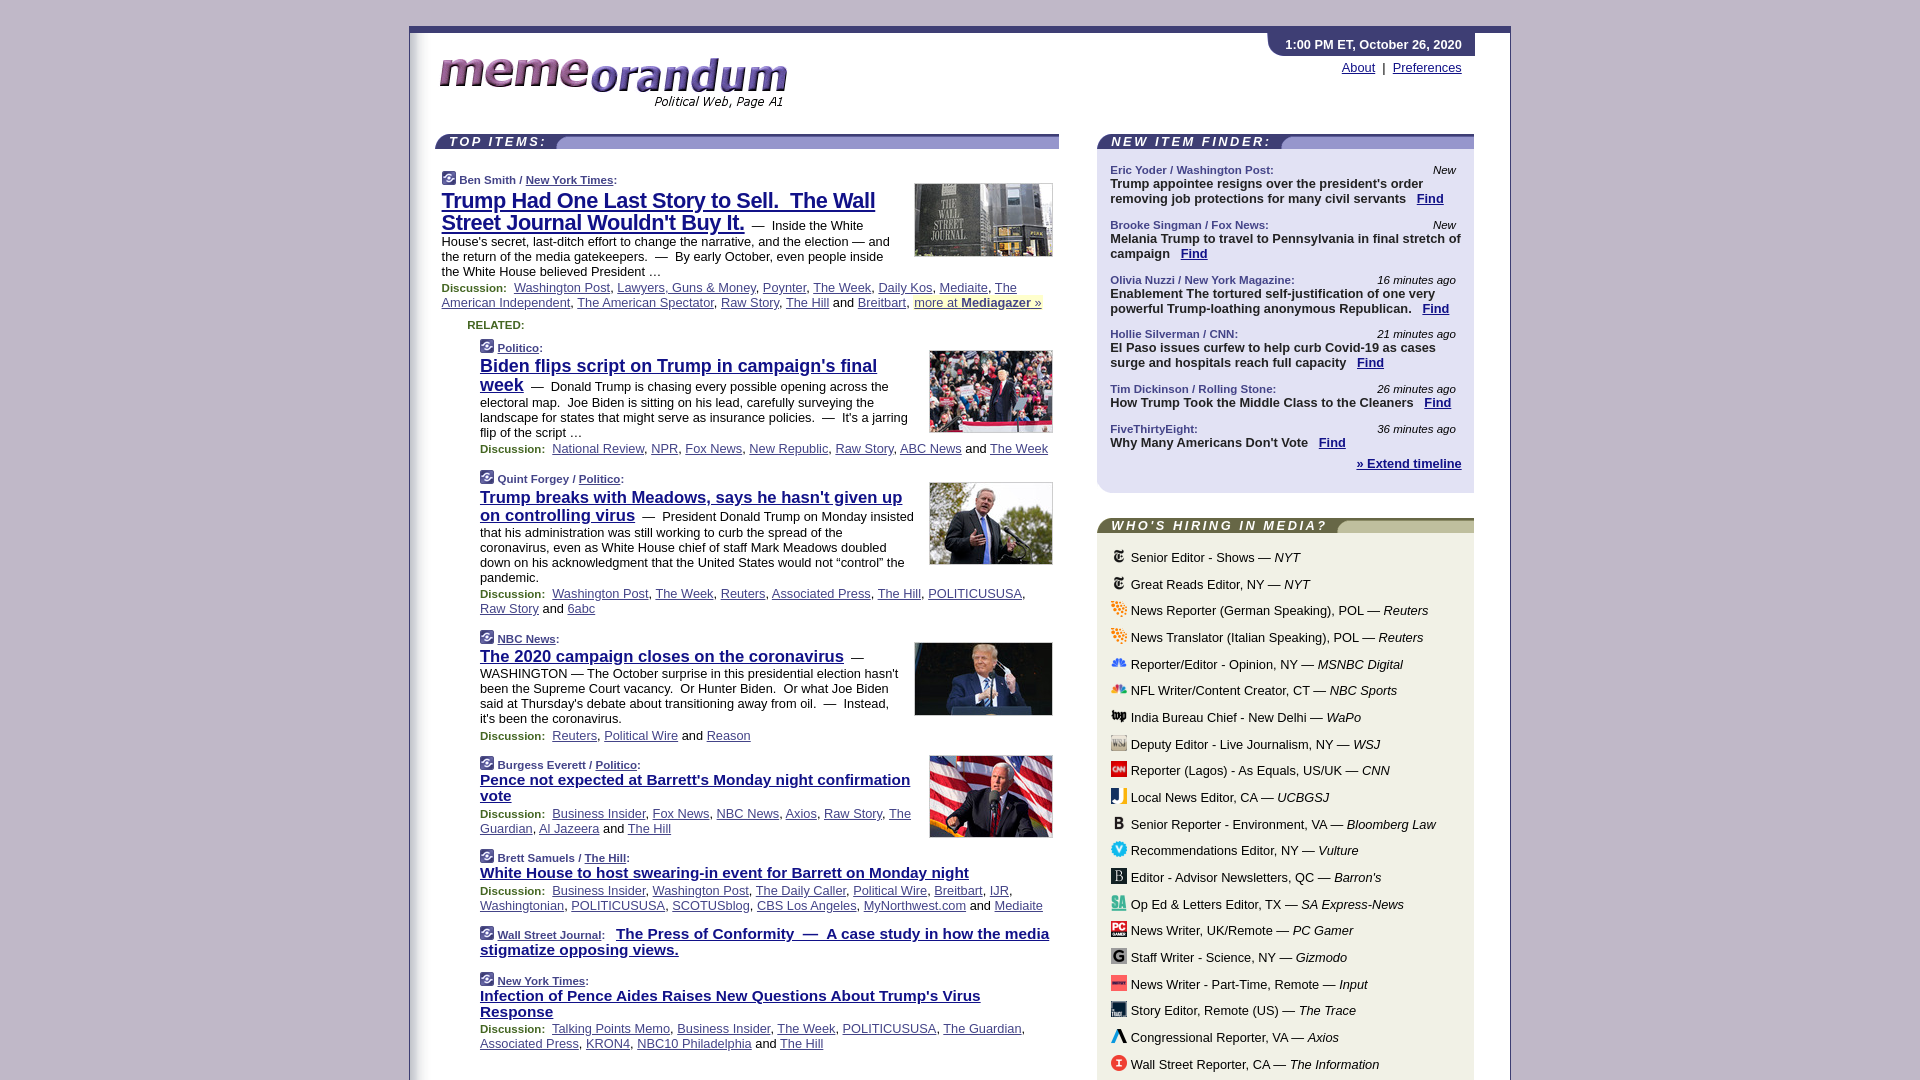 1:00 PM ET, October 26, 2020
About | Preferences
memeorandum
Political Web, Page A1
TOP ITEMS:
Ben Smith / New York Times:
Trump Had One Last Story to Sell.  The Wall
Street Journal Wouldn't Buy It. — Inside the White
House's secret, last-ditch effort to change the narrative, and the election — and
the return of the media gatekeepers. — By early October, even people inside
the White House believed President …
Discussion: Washington Post, Lawyers, Guns & Money, Poynter, The Week, Daily Kos, Mediaite, The
American Independent, The American Spectator, Raw Story, The Hill and Breitbart, more at Mediagazer »
THE
WALL
STREET
JOURNAL
RELATED:
Politico:
Biden flips script on Trump in campaign's final
week — Donald Trump is chasing every possible opening across the
electoral map. Joe Biden is sitting on his lead, carefully surveying the
landscape for states that might serve as insurance policies. — It's a jarring
flip of the script …
Discussion: National Review, NPR, Fox News, New Republic, Raw Story, ABC News and The Week
Quint Forgey / Politico:
Trump breaks with Meadows, says he hasn't given up
on controlling virus — President Donald Trump on Monday insisted
that his administration was still working to curb the spread of the
coronavirus, even as White House chief of staff Mark Meadows doubled
down on his acknowledgment that the United States would not “control” the
pandemic.
Discussion: Washington Post, The Week, Reuters, Associated Press, The Hill, POLITICUSUSA,
Raw Story and 6abc
NBC News:
The 2020 campaign closes on the coronavirus —
WASHINGTON — The October surprise in this presidential election hasn't
been the Supreme Court vacancy. Or Hunter Biden. Or what Joe Biden
said at Thursday's debate about transitioning away from oil. — Instead,
it's been the coronavirus.
Discussion: Reuters, Political Wire and Reason
Burgess Everett / Politico:
Pence not expected at Barrett's Monday night confirmation
vote
Discussion: Business Insider, Fox News, NBC News, Axios, Raw Story, The
Guardian, Al Jazeera and The Hill
Brett Samuels / The Hill:
White House to host swearing-in event for Barrett on Monday night
Discussion: Business Insider, Washington Post, The Daily Caller, Political Wire, Breitbart, IJR,
Washingtonian, POLITICUSUSA, SCOTUSblog, CBS Los Angeles, MyNorthwest.com and Mediaite
Wall Street Journal: The Press of Conformity — A case study in how the media
stigmatize opposing views.
New York Times:
Infection of Pence Aides Raises New Questions About Trump's Virus
Response
Discussion: Talking Points Memo, Business Insider, The Week, POLITICUSUSA, The Guardian,
Associated Press, KRON4, NBC10 Philadelphia and The Hill
NEW ITEM FINDER:
Eric Yoder / Washington Post: New
Trump appointee resigns over the president's order
removing job protections for many civil servants Find
Brooke Singman / Fox News: New
Melania Trump to travel to Pennsylvania in final stretch of
campaign Find
Olivia Nuzzi / New York Magazine: 16 minutes ago
Enablement The tortured self-justification of one very
powerful Trump-loathing anonymous Republican. Find
Hollie Silverman / CNN: 21 minutes ago
El Paso issues curfew to help curb Covid-19 as cases
surge and hospitals reach full capacity Find
Tim Dickinson / Rolling Stone: 26 minutes ago
How Trump Took the Middle Class to the Cleaners Find
FiveThirtyEight: 36 minutes ago
Why Many Americans Don't Vote Find
» Extend timeline
WHO'S HIRING IN MEDIA?
Senior Editor - Shows — NYT
Great Reads Editor, NY — NYT
News Reporter (German Speaking), POL — Reuters
News Translator (Italian Speaking), POL — Reuters
Reporter/Editor - Opinion, NY — MSNBC Digital
NFL Writer/Content Creator, CT — NBC Sports
wp India Bureau Chief - New Delhi — WaPo
WSJ Deputy Editor - Live Journalism, NY — WSJ
CNN Reporter (Lagos) - As Equals, US/UK — CNN
Local News Editor, CA — UCBGSJ
B Senior Reporter - Environment, VA — Bloomberg Law
Recommendations Editor, NY — Vulture
B Editor - Advisor Newsletters, QC — Barron's
SA Op Ed & Letters Editor, TX — SA Express-News
PC GAMER News Writer, UK/Remote — PC Gamer
G Staff Writer - Science, NY — Gizmodo
News Writer - Part-Time, Remote — Input
Story Editor, Remote (US) — The Trace
Congressional Reporter, VA — Axios
Wall Street Reporter, CA — The Information